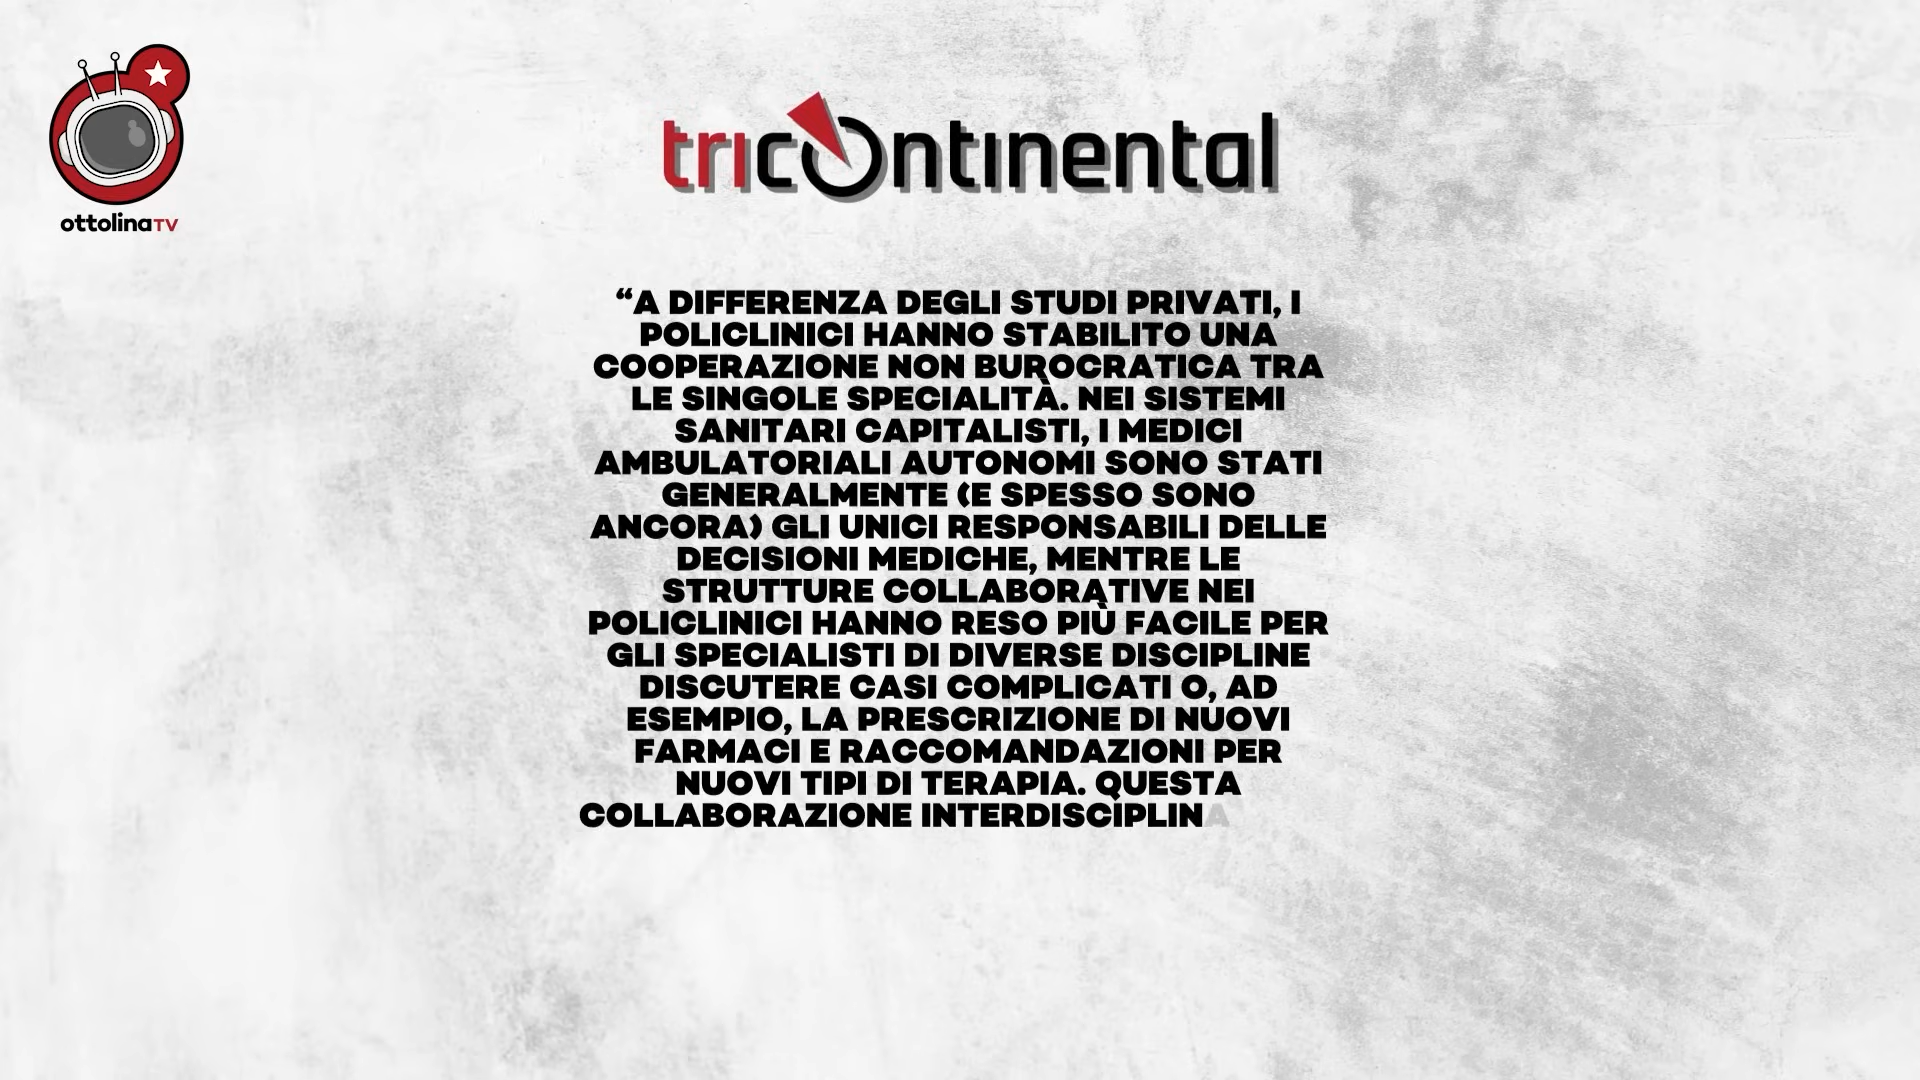 ottolinaTV
tricontinental
“A DIFFERENZA DEGLI STUDI PRIVATI, I
POLICLINICI HANNO STABILITO UNA
COOPERAZIONE NON BUROCRATICA TRA
LE SINGOLE SPECIALITÀ. NEI SISTEMI
SANITARI CAPITALISTI, I MEDICI
AMBULATORIALI AUTONOMI SONO STATI
GENERALMENTE (E SPESSO SONO
ANCORA) GLI UNICI RESPONSABILI DELLE
DECISIONI MEDICHE, MENTRE LE
STRUTTURE COLLABORATIVE NEI
POLICLINICI HANNO RESO PIÙ FACILE PER
GLI SPECIALISTI DI DIVERSE DISCIPLINE
DISCUTERE CASI COMPLICATI O, AD
ESEMPIO, LA PRESCRIZIONE DI NUOVI
FARMACI E RACCOMANDAZIONI PER
NUOVI TIPI DI TERAPIA. QUESTA
COLLABORAZIONE INTERDISCIPLINA